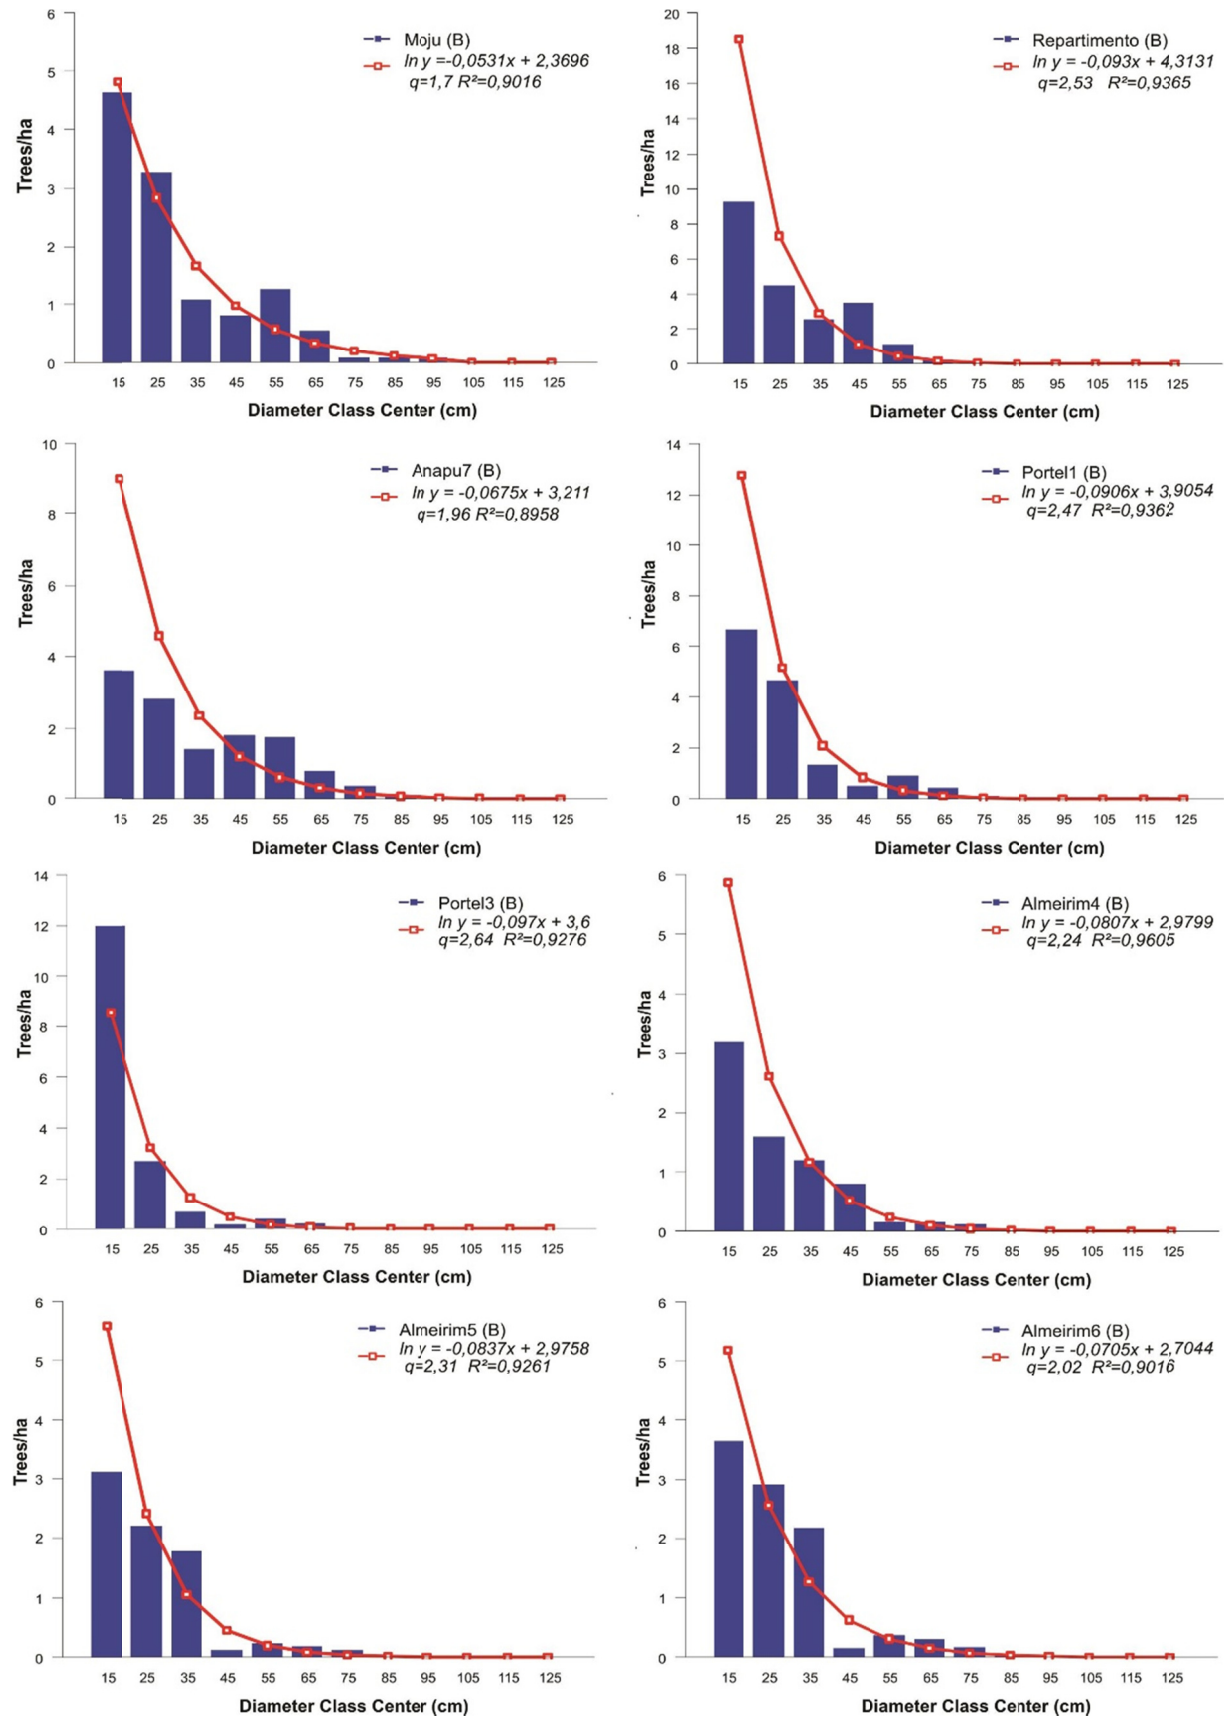 6
5
4
3
2
1
0
Trees/ha
Moju (B)
ln y =-0,0531x + 2,3696
q=1,7 R²=0,9016
15 25 35 45 55 65 75 85 95 105 115 125
Diameter Class Center (cm)
20
18
16
14
12
10
8
6
4
2
0
Trees/ha
Repartimento (B)
ln y = -0,093x + 4,3131
q=2,53 R²=0,9365
15 25 35 45 55 65 75 85 95 105 115 125
Diameter Class Center (cm)
10
8
6
4
2
0
Trees/ha
Anapu7 (B)
ln y = -0,0675x + 3,211
q=1,96 R²=0,8958
15 25 35 45 55 65 75 85 95 105 115 125
Diameter Class Center (cm)
14
12
10
8
6
4
2
0
Trees/ha
Portel1 (B)
ln y = -0,0906x + 3,9054
q=2,47 R²=0,9362
15 25 35 45 55 65 75 85 95 105 115 125
Diameter Class Center (cm)
14
12
10
8
6
4
2
0
Trees/ha
Portel3 (B)
ln y = -0,097x + 3,6
q=2,64 R²=0,9276
15 25 35 45 55 65 75 85 95 105 115 125
Diameter Class Center (cm)
6
5
4
3
2
1
0
Trees/ha
Almeirim4 (B)
ln y = -0,0807x + 2,9799
q=2,24 R²=0,9605
15 25 35 45 55 65 75 85 95 105 115 125
Diameter Class Center (cm)
6
5
4
3
2
1
0
Trees/ha
Almeirim5 (B)
ln y = -0,0837x + 2,9758
q=2,31 R²=0,9261
15 25 35 45 55 65 75 85 95 105 115 125
Diameter Class Center (cm)
6
5
4
3
2
1
0
Trees/ha
Almeirim6 (B)
ln y = -0,0705x + 2,7044
q=2,02 R²=0,9016
15 25 35 45 55 65 75 85 95 105 115 125
Diameter Class Center (cm)